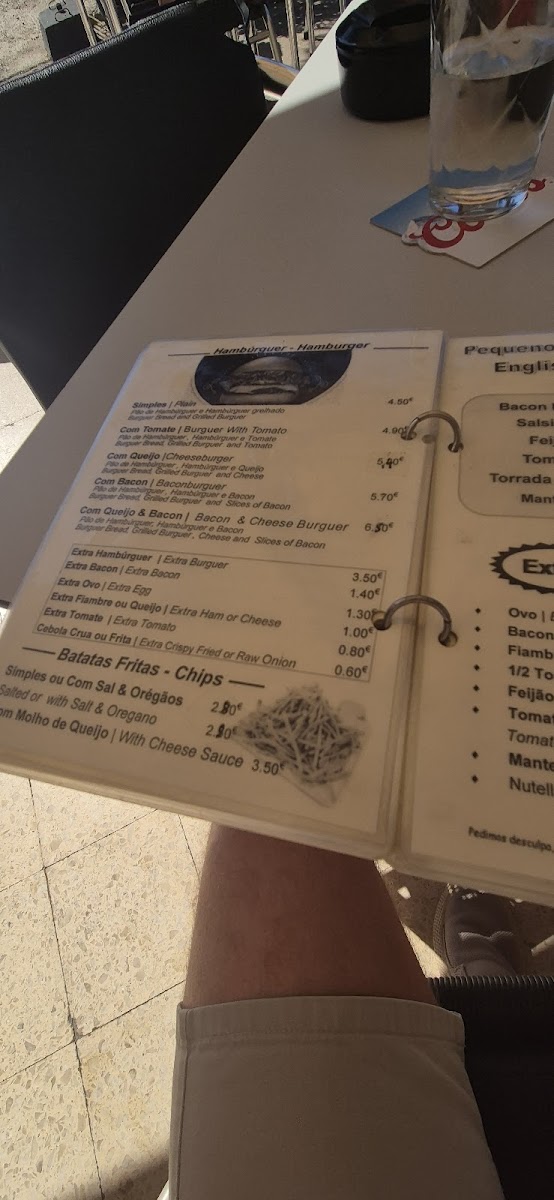 Hambúrguer - Hamburger
Simples | Plain 4.50€
Pão de Hambúrguer e Hambúrguer grelhado
Burguer Bread and Grilled Burguer
Com Tomate | Burguer With Tomato 4.90
Pão de Hambúrguer, Hambúrguer e Tomate
Burguer Bread, Grilled Burguer and Tomato
Com Queijo |Cheeseburger 5.40€
Pão de Hambúrguer, Hambúrguer e Queijo
Burguer Bread, Grilled Burguer and Cheese
Com Bacon | Baconburguer 5.70€
Pão de Hambúrguer, Hambúrguer e Bacon
Burguer Bread, Grilled Burguer and Slices of Bacon
Com Queijo & Bacon | Bacon & Cheese Burguer
Pão de Hambúrguer, Hambúrguer e Bacon
Burguer Bread, Grilled Burguer, Cheese and Slices of Bacon
Extra Hambúrguer | Extra Burguer 3.50€
Extra Bacon | Extra Bacon 1.40€
Extra Ovo | Extra Egg 1.30€
Extra Fiambre ou Queijo | Extra Ham or Cheese 1.00€
Extra Tomate | Extra Tomato 0.80€
Cebola Crua ou Frita | Extra Crispy Fried or Raw Onion 0.60€
Batatas Fritas - Chips
Simples ou Com Sal & Orégãos
Salted or with Salt & Oregano
om Molho de Queijo | With Cheese Sauce 3.50€
Pequeno
Englis
Bacon
Salsi
Fei
Tom
Torrada
Mant
Ext
Ovo |
Bacon
Fiamb
1/2 To
Feijão
Tomat
Tomat
Mante
Nutell
Pedimos desculpa,